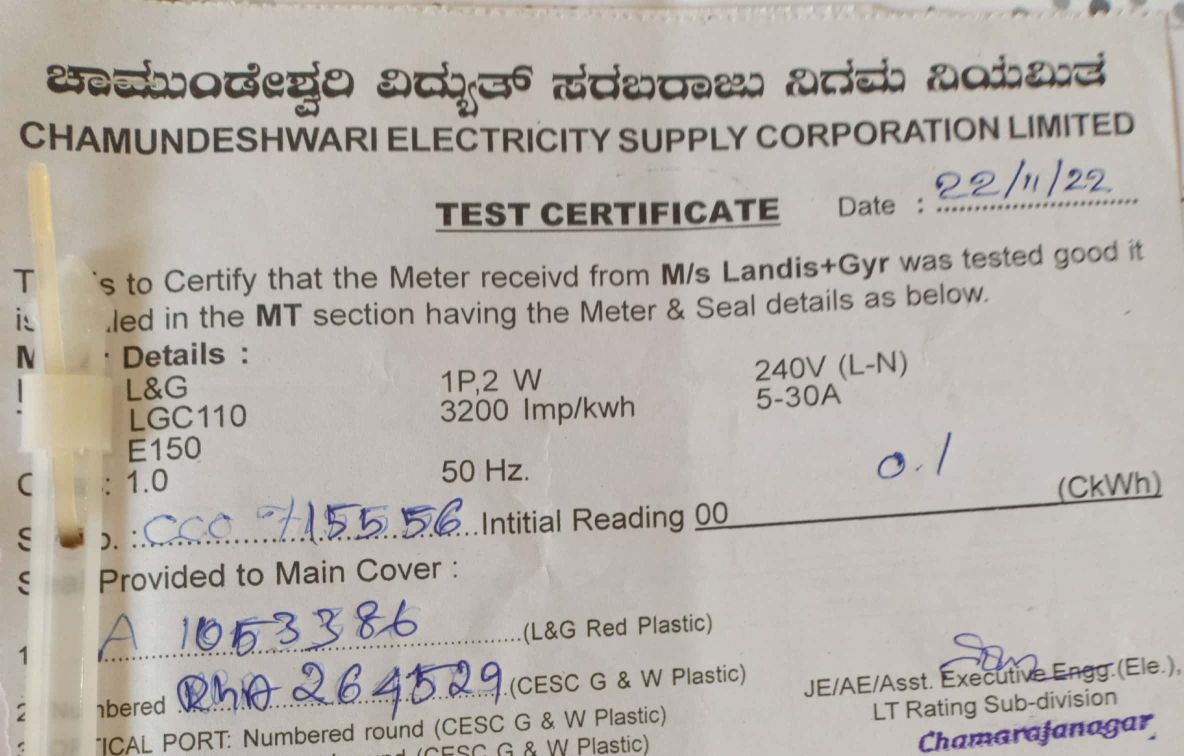 ಚಾಮುಂಡೇಶ್ವರಿ ವಿದ್ಯುತ್ ಸರಬರಾಜು ನಿಗಮ ನಿಯಮಿತ
CHAMUNDESHWARI ELECTRICITY SUPPLY CORPORATION LIMITED
TEST CERTIFICATE Date : 22/11/22
to Certify that the Meter receivd from M/s Landis+Gyr was tested good it
in the MT section having the Meter & Seal details as below.
Details :
L&G 1P,2 W 240V (L-N)
LGC110 3200 Imp/kwh 5-30A
E150
: 1.0 50 Hz. 0.1
CCO 715556 Intitial Reading 00 (CkWh)
Provided to Main Cover :
A 1053386 (L&G Red Plastic)
264529 (CESC G & W Plastic)
JE/AE/Asst. Executive Engg.(Ele.),
LT Rating Sub-division
Chamarajanagar
PORT: Numbered round (CESC G & W Plastic)
(CESC G & W Plastic)